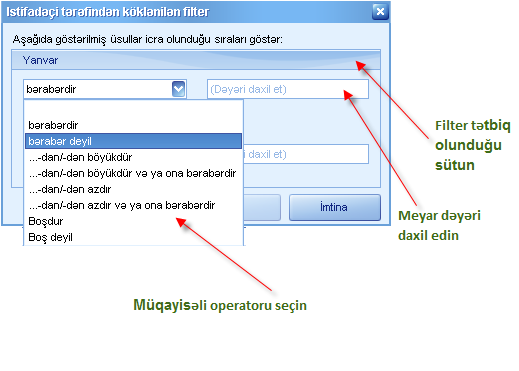 Istifadəçi tərəfindən köklənilən filter
Aşağıda göstərilmiş üsullar icra olunduğu sıraları göstər:
Yanvar
bərabərdir
(Dəyəri daxil et)
bərabərdir
bərabər deyil
...-dan/-dən böyükdür
...-dan/-dən böyükdür və ya ona bərabərdir
...-dan/-dən azdır
...-dan/-dən azdır və ya ona bərabərdir
Boşdur
Boş deyil
daxil et)
İmtina
Filter tətbiq
olunduğu
sütun
Meyar dəyəri
daxil edin
Müqayisəli operatoru seçin